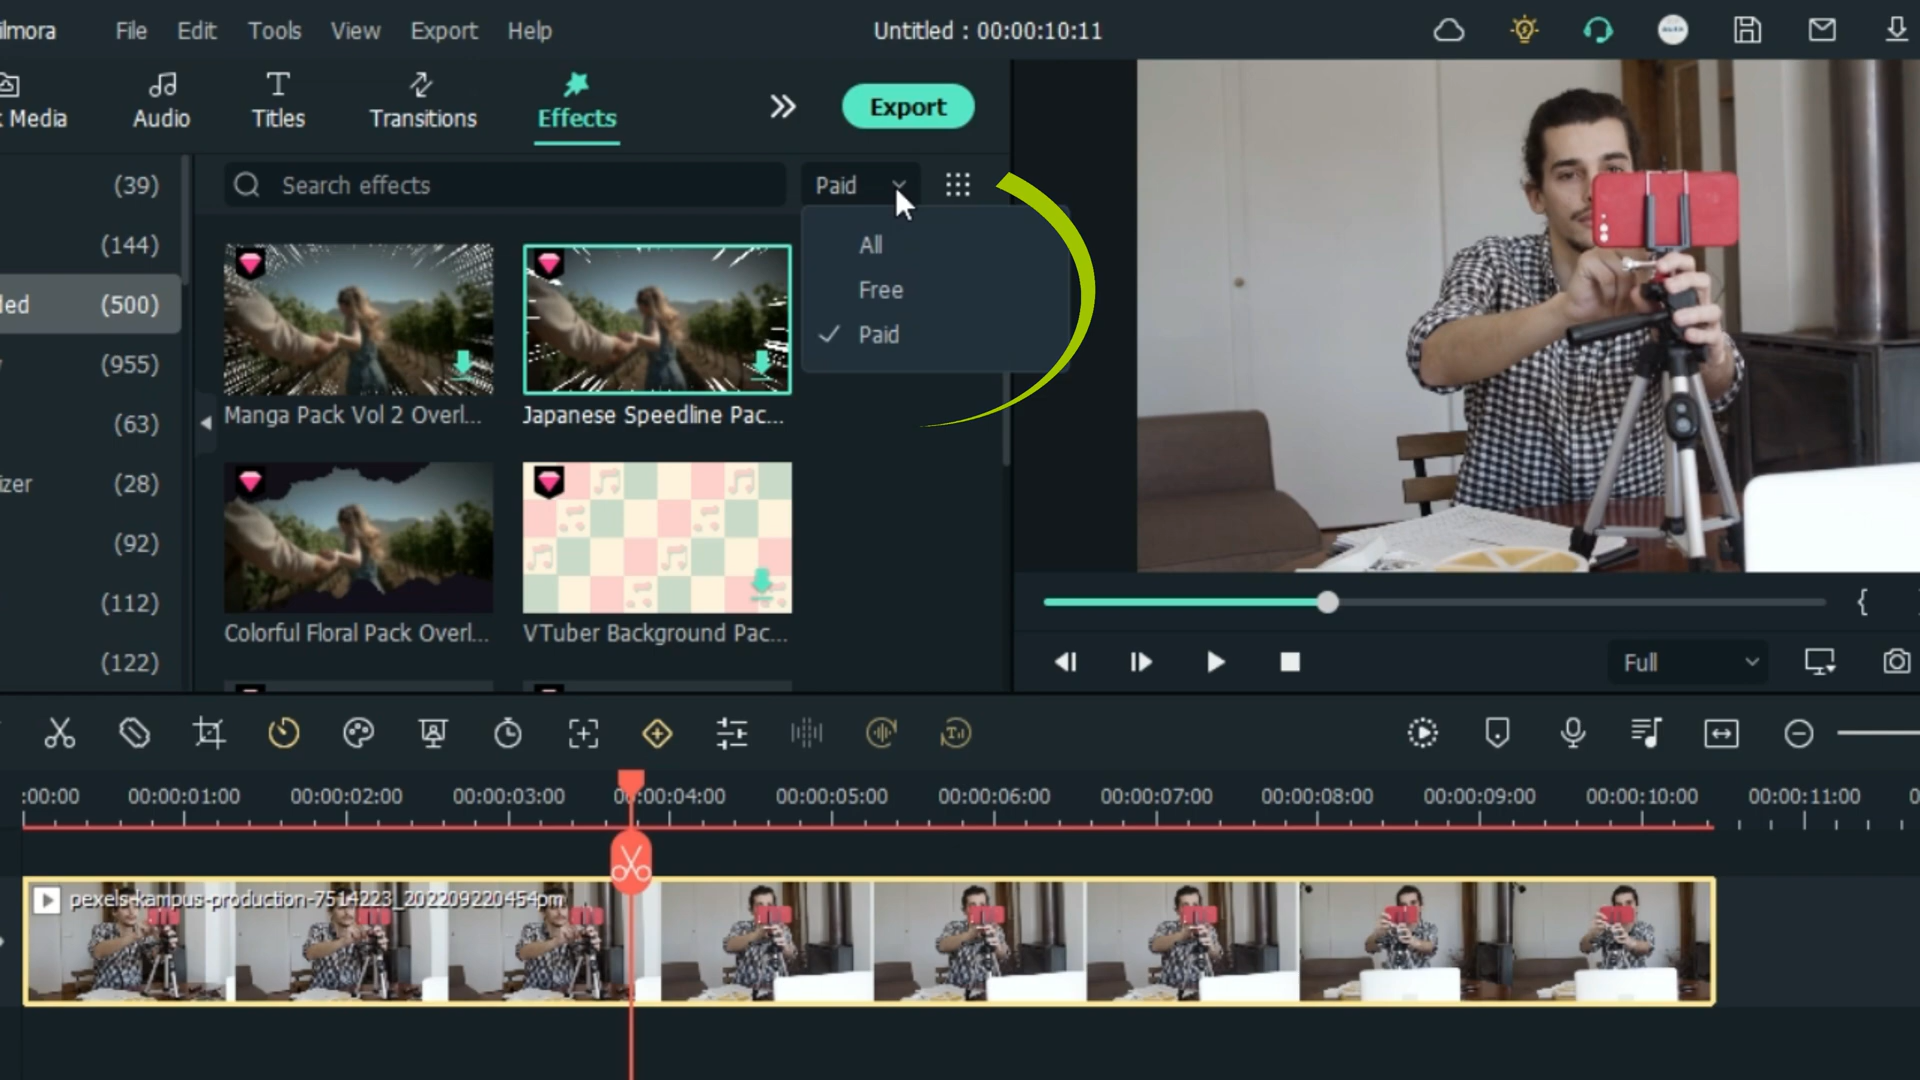 ilmora File Edit Tools View Export Help Untitled : 00:00:10:11
Media Audio Titles Transitions Effects Export
(39)
(144)
ded (500)
(955)
(63)
izer (28)
(92)
(112)
(122)
Search effects Paid
All
Free
Paid
Manga Pack Vol 2 Overl... Japanese Speedline Pac...
Colorful Floral Pack Overl... VTuber Background Pac...
Full
:00:00 00:00:01:00 00:00:02:00 00:00:03:00 00:00:04:00 00:00:05:00 00:00:06:00 00:00:07:00 00:00:08:00 00:00:09:00 00:00:10:00 00:00:11:00 0
pexels-kampus-production-7514223_202209220454pm